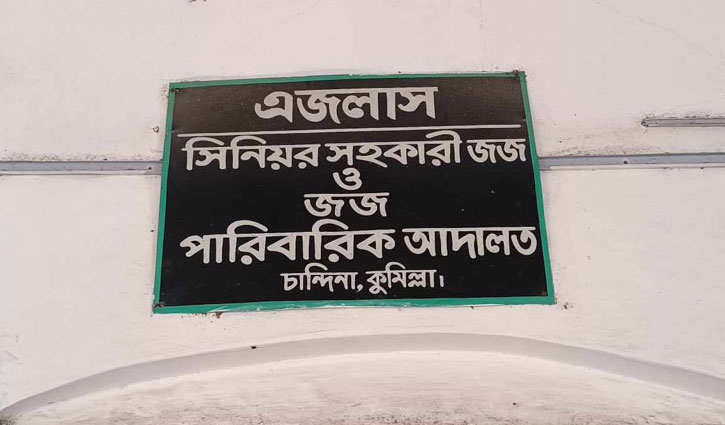 এজলাস
সিনিয়র সহকারী জজ
ও
জজ
পারিবারিক আদালত
চান্দিনা, কুমিল্লা।